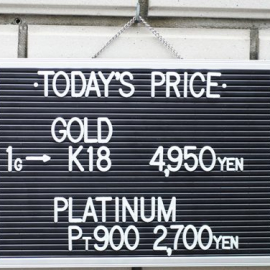 ·TODAY'S PRICE·
GOLD
1G→ K18 4,950YEN
PLATINUM
PT900 2,700YEN